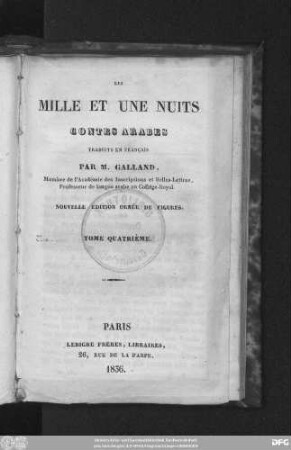 LES
MILLE ET UNE NUITS
CONTES ARABES
TRADUITS EN FRANÇOIS
PAR M. GALLAND,
Membre de l'Académie des Inscriptions et Belles-Lettres,
Professeur de langue arabe au Collége-Royal.
NOUVELLE ÉDITION ORNÉE DE FIGURES.
TOME QUATRIÈME.
PARIS
LEBIGRE FRÈRES, LIBRAIRES,
26, RUE DE LA HARPE.
1836.
DFG